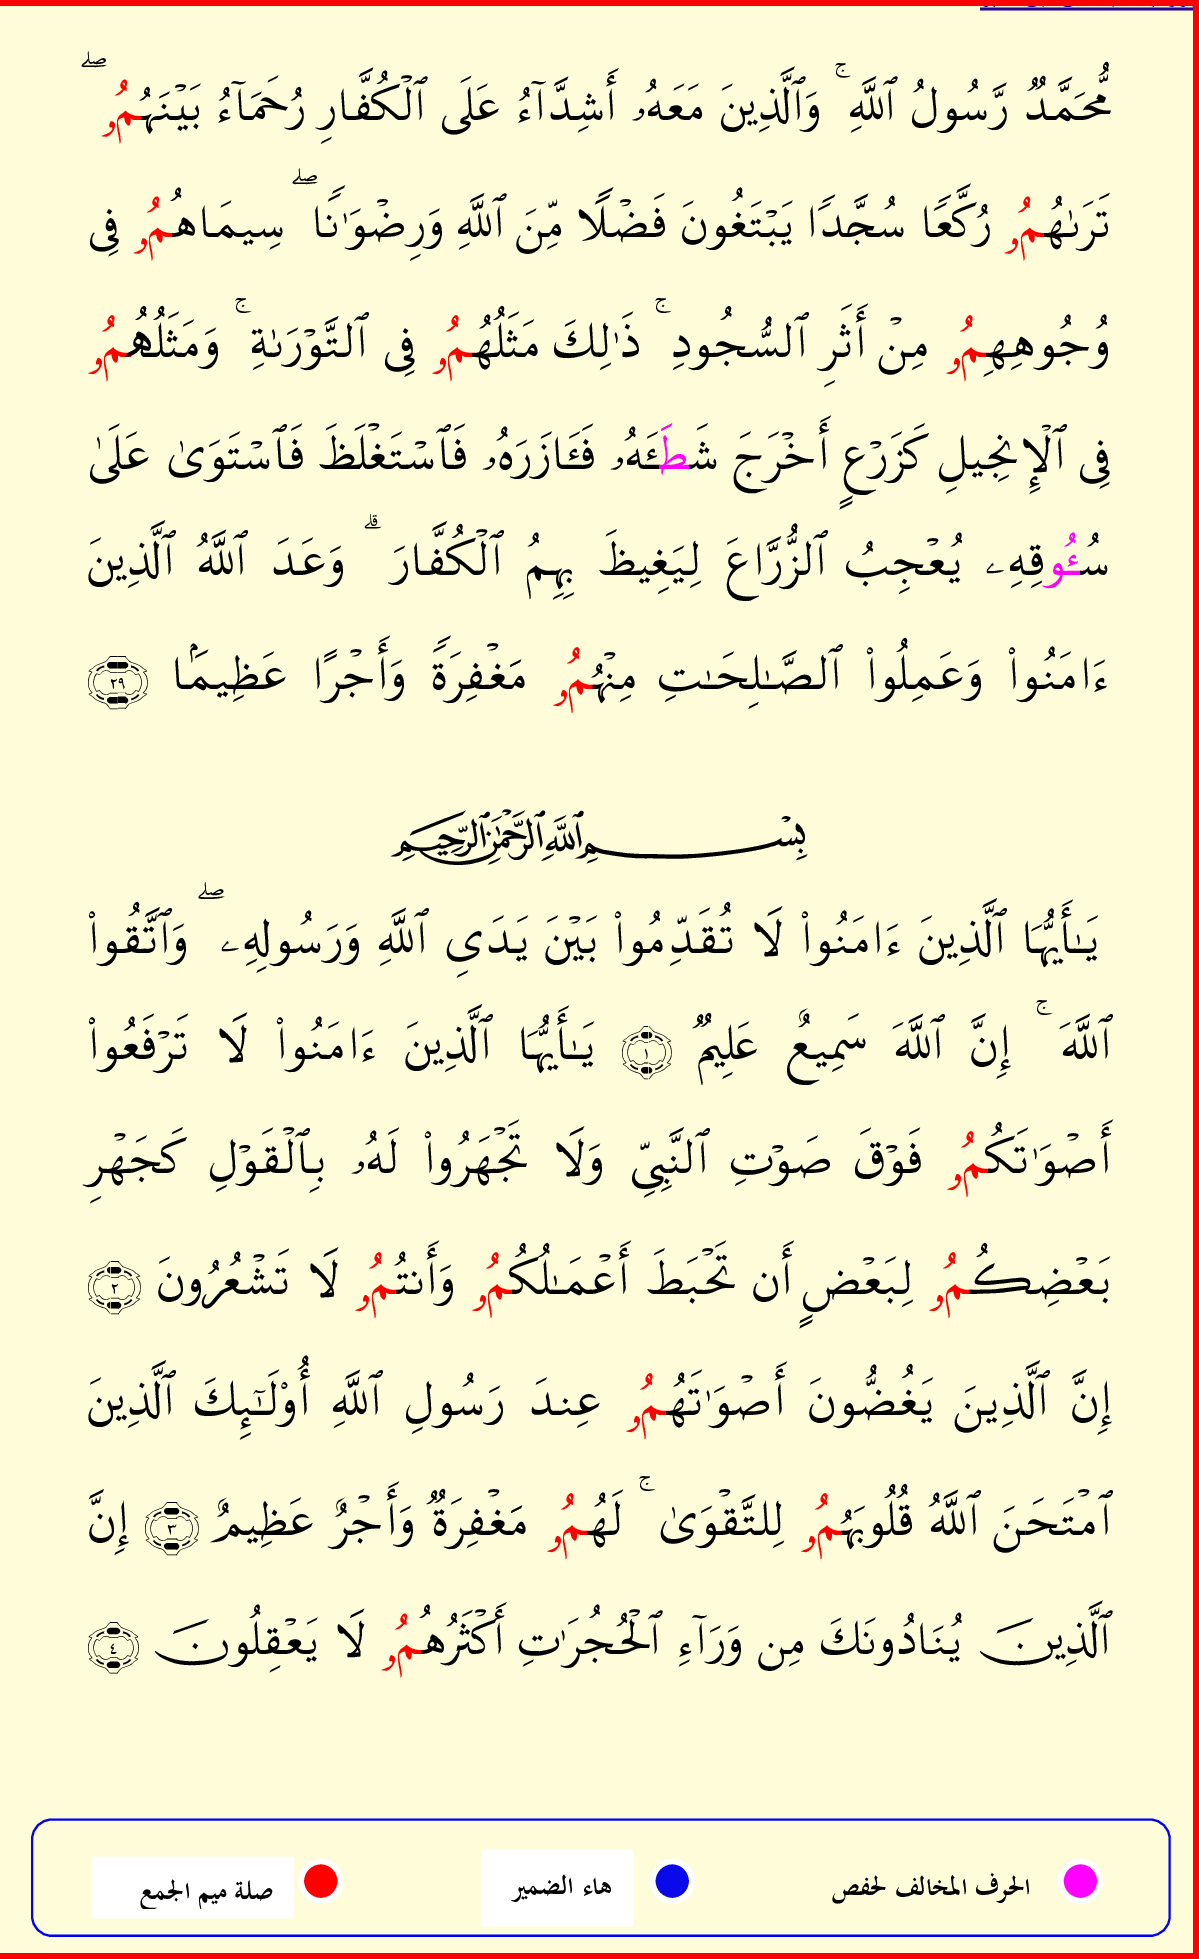 مُّحَمَّدٌ رَّسُولُ ٱللَّهِ ۚ وَٱلَّذِينَ مَعَهُۥ أَشِدَّآءُ عَلَى ٱلْكُفَّارِ رُحَمَآءُ بَيْنَهُمُۥ ۖ
تَرَىٰهُمُۥ رُكَّعًا سُجَّدًا يَبْتَغُونَ فَضْلًا مِّنَ ٱللَّهِ وَرِضْوَٰنًا ۖ سِيمَاهُمُۥ فِى
وُجُوهِهِمُۥ مِنْ أَثَرِ ٱلسُّجُودِ ۚ ذَٰلِكَ مَثَلُهُمُۥ فِى ٱلتَّوْرَىٰةِ ۚ وَمَثَلُهُمُۥ
فِى ٱلْإِنجِيلِ كَزَرْعٍ أَخْرَجَ شَطَـَٔهُۥ فَـَٔازَرَهُۥ فَٱسْتَغْلَظَ فَٱسْتَوَىٰ عَلَىٰ
سُـُٔوقِهِۦ يُعْجِبُ ٱلزُّرَّاعَ لِيَغِيظَ بِهِمُ ٱلْكُفَّارَ ۗ وَعَدَ ٱللَّهُ ٱلَّذِينَ
ءَامَنُوا۟ وَعَمِلُوا۟ ٱلصَّـٰلِحَـٰتِ مِنْهُمُۥ مَغْفِرَةً وَأَجْرًا عَظِيمًۢا ٢٩
بِسْمِ ٱللَّهِ ٱلرَّحْمَـٰنِ ٱلرَّحِيمِ
يَـٰٓأَيُّهَا ٱلَّذِينَ ءَامَنُوا۟ لَا تُقَدِّمُوا۟ بَيْنَ يَدَىِ ٱللَّهِ وَرَسُولِهِۦ ۖ وَٱتَّقُوا۟
ٱللَّهَ ۚ إِنَّ ٱللَّهَ سَمِيعٌ عَلِيمٌ ١ يَـٰٓأَيُّهَا ٱلَّذِينَ ءَامَنُوا۟ لَا تَرْفَعُوا۟
أَصْوَٰتَكُمُۥ فَوْقَ صَوْتِ ٱلنَّبِىِّ وَلَا تَجْهَرُوا۟ لَهُۥ بِٱلْقَوْلِ كَجَهْرِ
بَعْضِكُمُۥ لِبَعْضٍ أَن تَحْبَطَ أَعْمَـٰلُكُمُۥ وَأَنتُمُۥ لَا تَشْعُرُونَ ٢
إِنَّ ٱلَّذِينَ يَغُضُّونَ أَصْوَٰتَهُمُۥ عِندَ رَسُولِ ٱللَّهِ أُو۟لَـٰٓئِكَ ٱلَّذِينَ
ٱمْتَحَنَ ٱللَّهُ قُلُوبَهُمُۥ لِلتَّقْوَىٰ ۚ لَهُمُۥ مَغْفِرَةٌ وَأَجْرٌ عَظِيمٌ ٣ إِنَّ
ٱلَّذِينَ يُنَادُونَكَ مِن وَرَآءِ ٱلْحُجُرَٰتِ أَكْثَرُهُمُۥ لَا يَعْقِلُونَ ٤
الحرف المخالف لحفص هاء الضمير صلة ميم الجمع